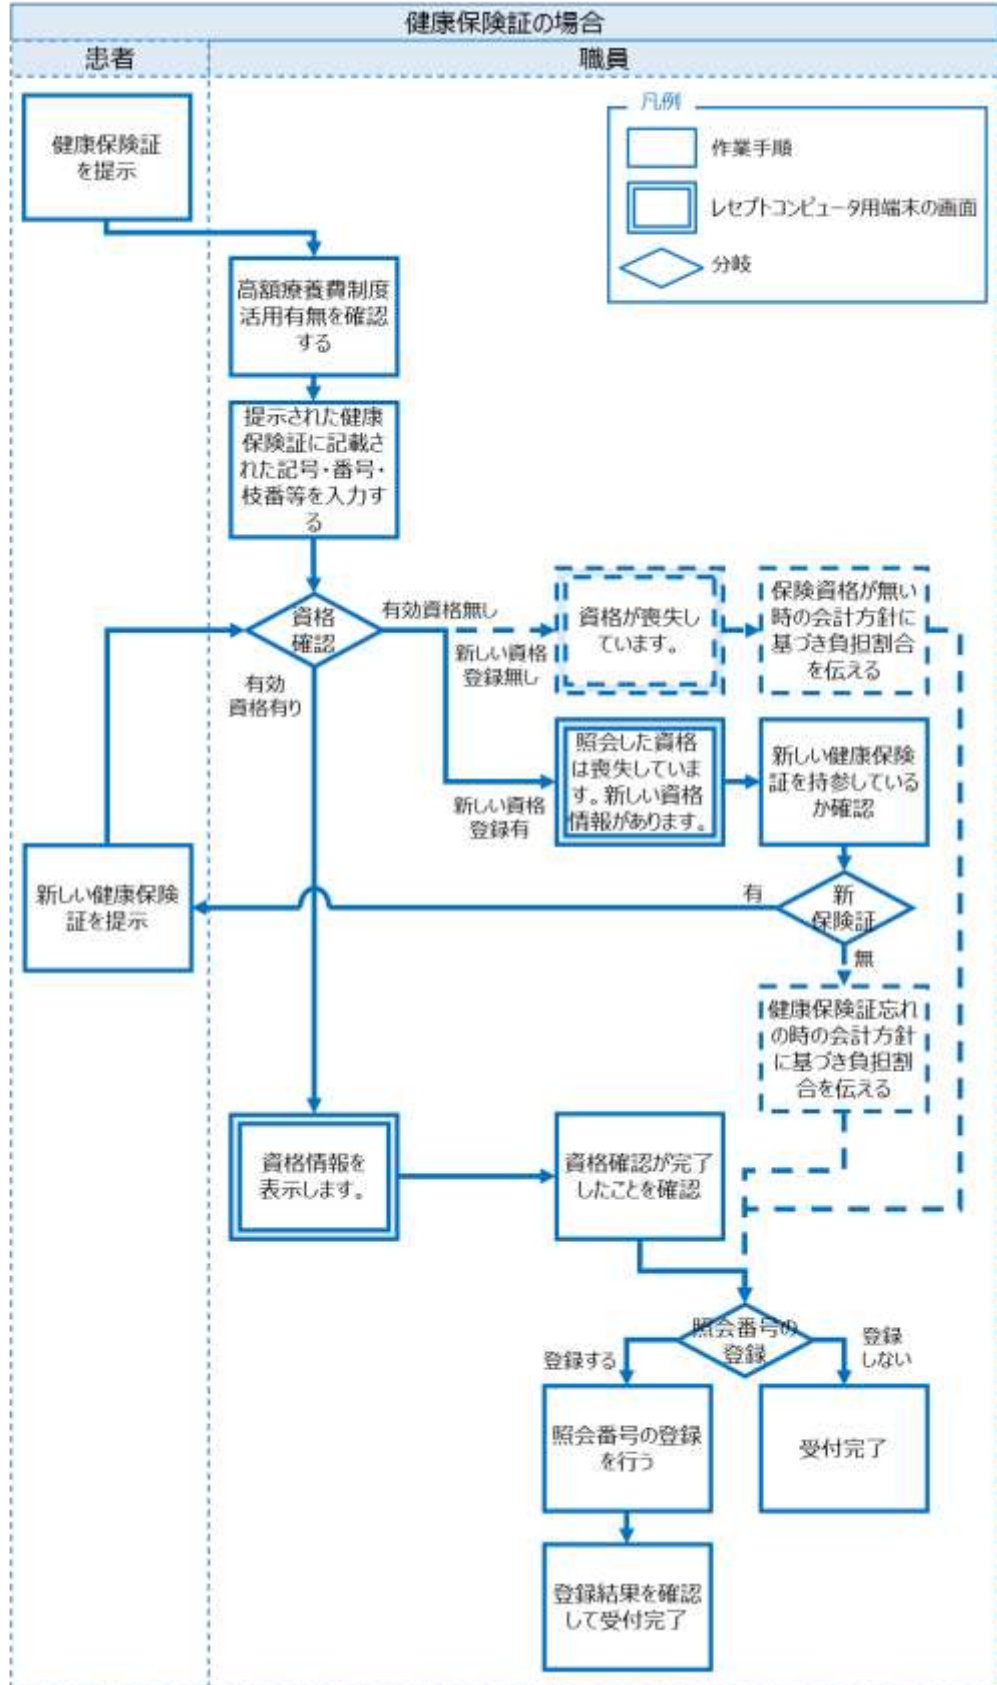 健康保険証の場合
患者
職員
凡例
作業手順
レセプトコンピュータ用端末の画面
分岐
健康保険証
を提示
高額療養費制度
活用有無を確認
する
提示された健康
保険証に記載さ
れた記号・番号・
枝番等を入力す
る
資格
確認
有効資格無し
新しい資格
登録無し
資格が喪失し
ています。
保険資格が無い
時の会計方針に
基づき負担割合
を伝える
有効
資格有り
新しい資格
登録有
照会した資格
は喪失していま
す。新しい資格
情報があります。
新しい健康保険
証を持参している
か確認
新しい健康保険
証を提示
有
新
保険証
無
健康保険証忘れ
の時の会計方針
に基づき負担割
合を伝える
資格情報を
表示します。
資格確認が完了
したことを確認
照会番号の
登録
登録する
登録
しない
照会番号の登録
を行う
受付完了
登録結果を確認
して受付完了